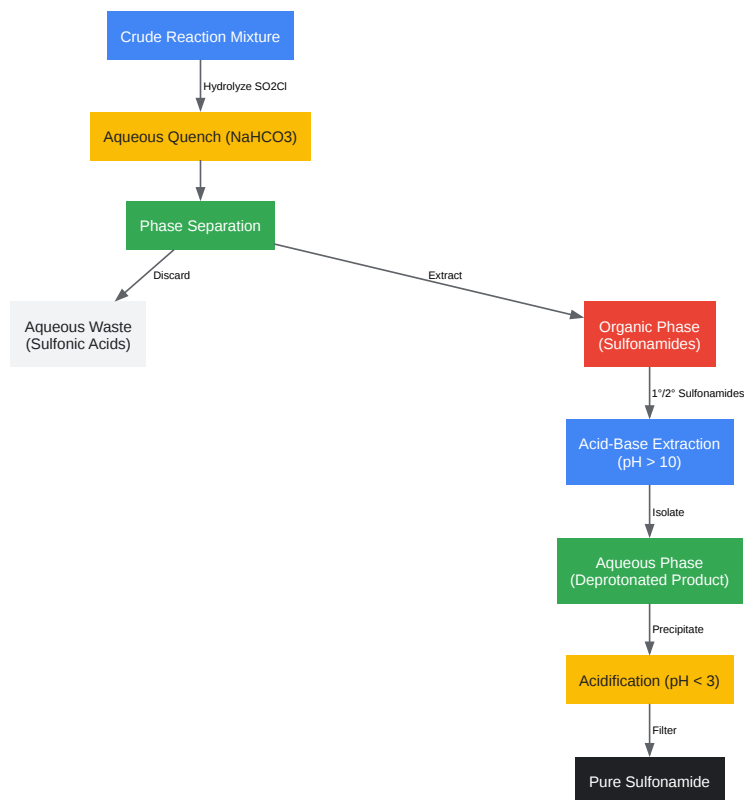 Crude Reaction Mixture
Hydrolyze SO2Cl
Aqueous Quench (NaHCO3)
Phase Separation
Discard
Extract
Aqueous Waste
(Sulfonic Acids)
Organic Phase
(Sulfonamides)
1°/2° Sulfonamides
Acid-Base Extraction
(pH > 10)
Isolate
Aqueous Phase
(Deprotonated Product)
Precipitate
Acidification (pH < 3)
Filter
Pure Sulfonamide